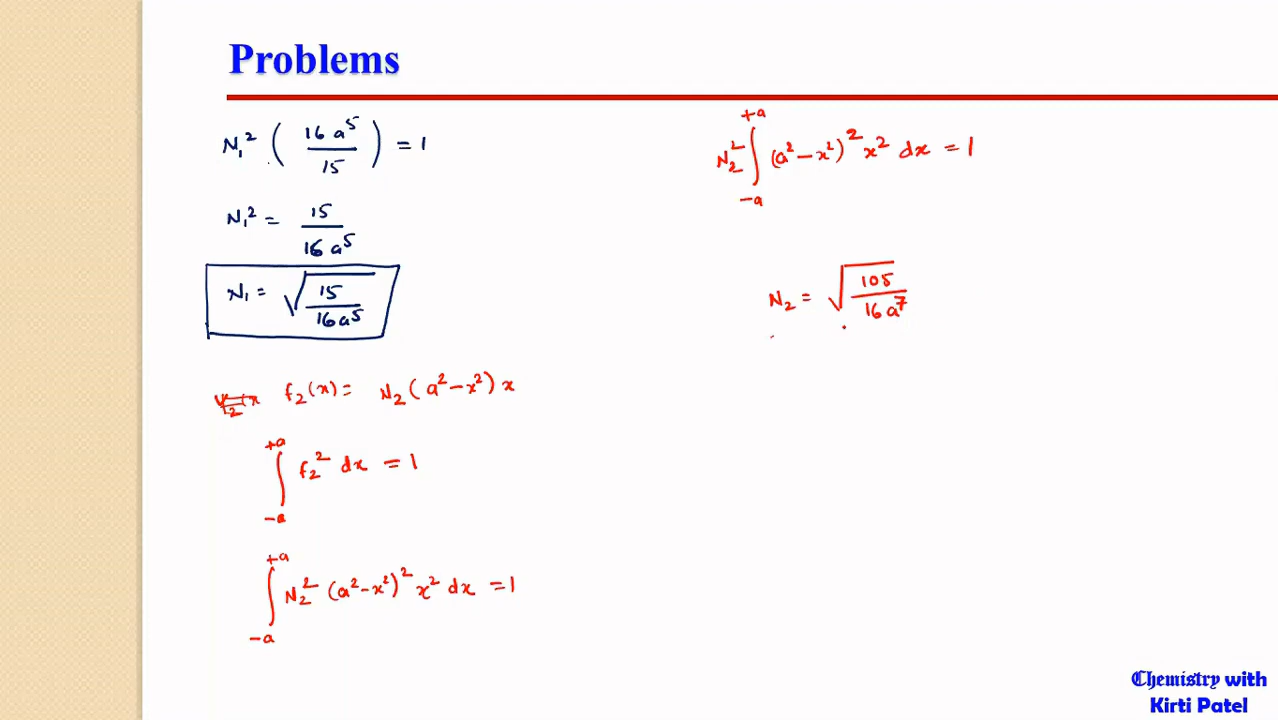 Problems
N₁² ( 16 a⁵ / 15 ) = 1
N₁² = 15 / 16 a⁵
N₁ = √(15 / 16 a⁵)
f₂(x) = N₂ (a² – x²) x
∫₋ₐ⁺ᵃ f₂² dx = 1
∫₋ₐ⁺ᵃ N₂² (a² – x²)² x² dx = 1
N₂² ∫₋ₐ⁺ᵃ (a² – x²)² x² dx = 1
N₂ = √(105 / 16 a⁷)
Chemistry with
Kirti Patel